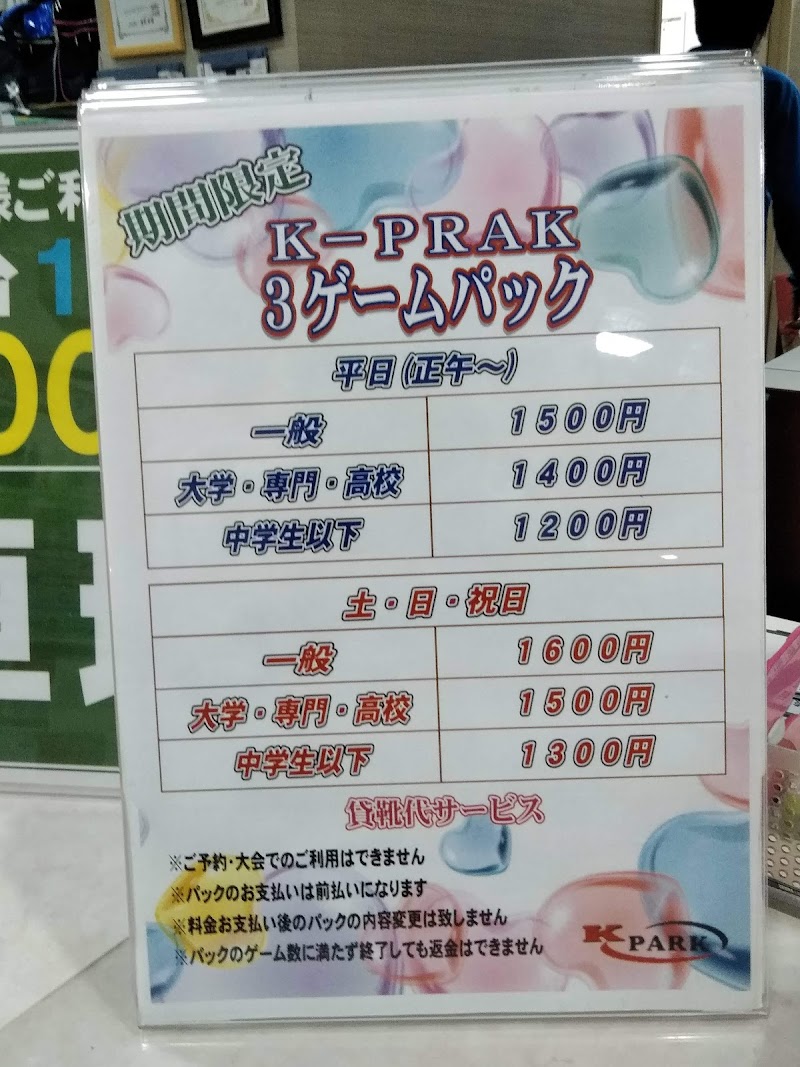 期間限定
K－PRAK
3ゲームパック
平日(正午～)
一般 1500円
大学・専門・高校 1400円
中学生以下 1200円
土・日・祝日
一般 1600円
大学・専門・高校 1500円
中学生以下 1300円
貸靴代サービス
※ご予約・大会でのご利用はできません
※パックのお支払いは前払いになります
※料金お支払い後のパックの内容変更は致しません
※パックのゲーム数に満たず終了しても返金はできません
K PARK
様ご利
1
00